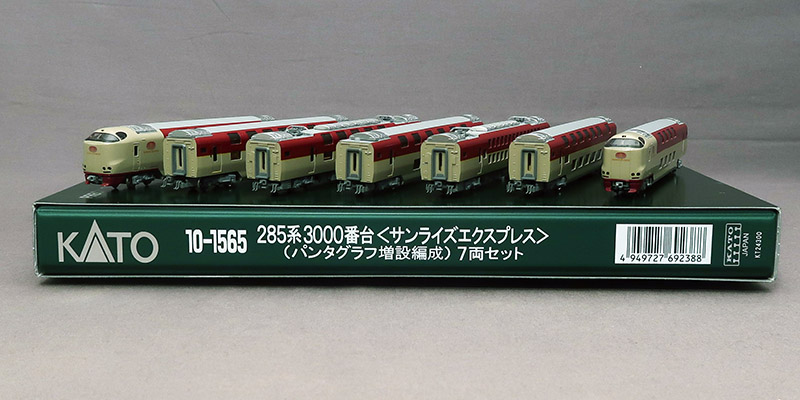 KATO
10-1565
285系3000番台<サンライズエクスプレス>
(パンタグラフ増設編成)7両セット
4 949727 692388
KATO
JAPAN
KT24300